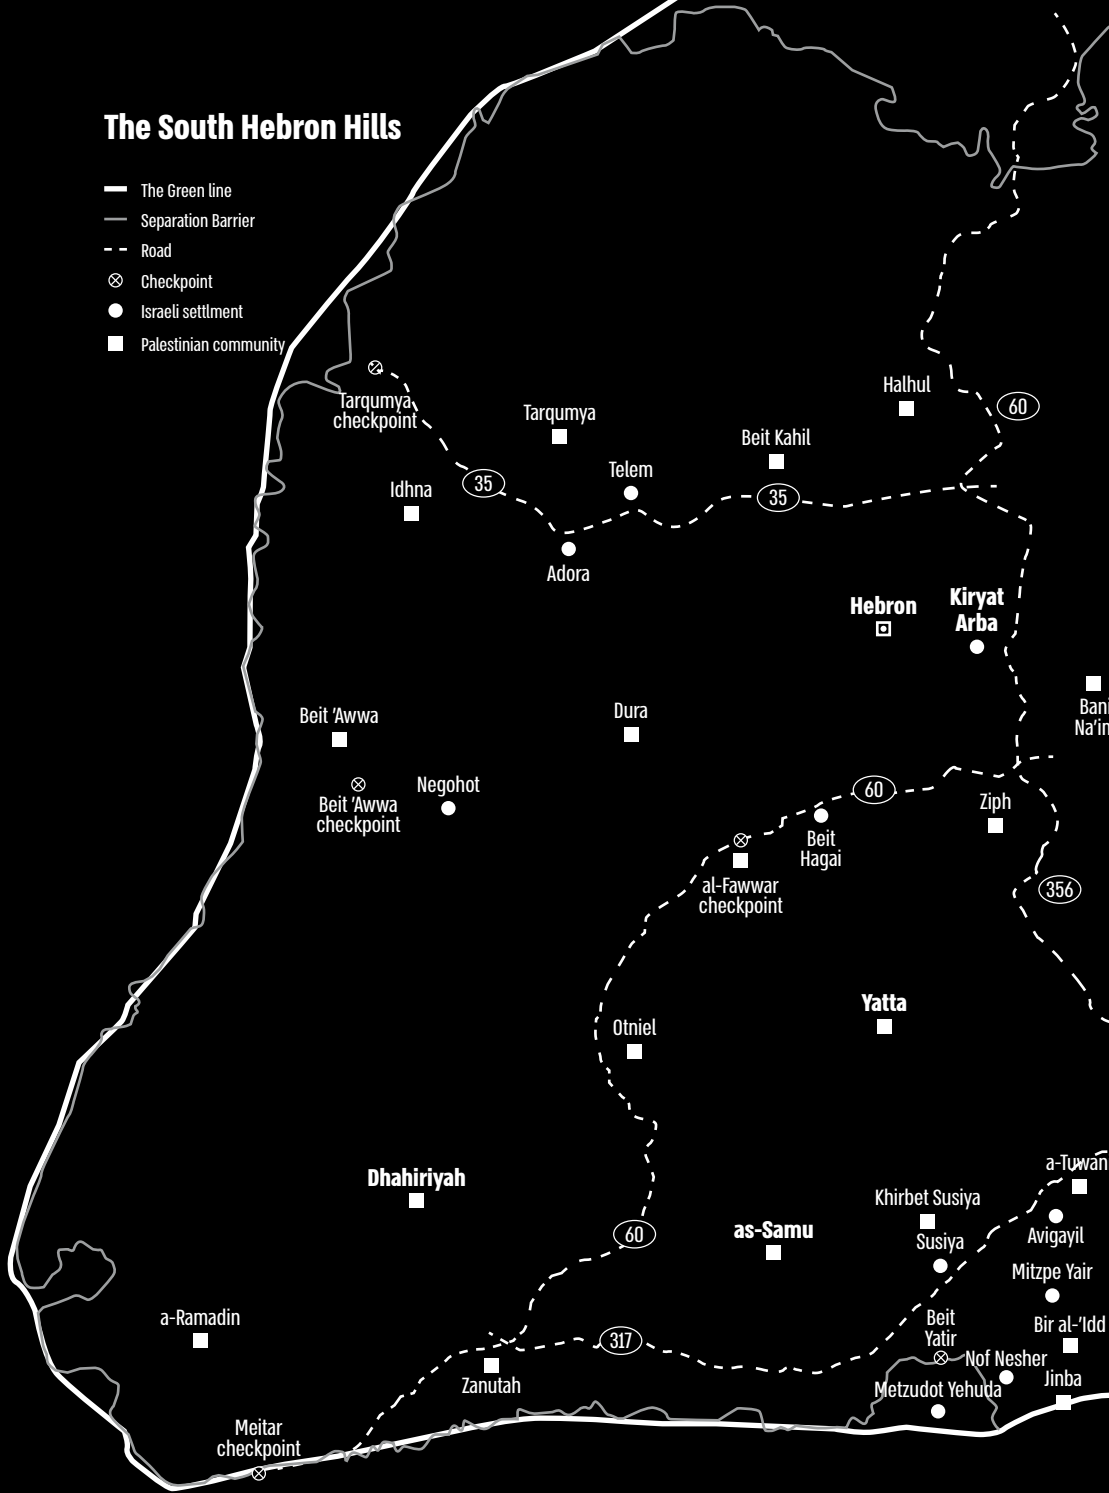 The South Hebron Hills
The Green line
Separation Barrier
Road
Checkpoint
Israeli settlment
Palestinian community
Tarqumya
checkpoint
Tarqumya
Halhul
60
Beit Kahil
Telem
Idhna
35
35
Adora
Hebron
Kiryat
Arba
Bani
Na'im
Beit 'Awwa
Dura
Beit 'Awwa
checkpoint
Negohot
60
Ziph
Beit
Hagai
al-Fawwar
checkpoint
356
Yatta
Otniel
Dhahiriyah
a-Tuwani
Khirbet Susiya
as-Samu
60
Susiya
Avigayil
Mitzpe Yair
a-Ramadin
Beit
Yatir
Bir al-'Idd
317
Nof Nesher
Zanutah
Jinba
Metzudot Yehuda
Meitar
checkpoint